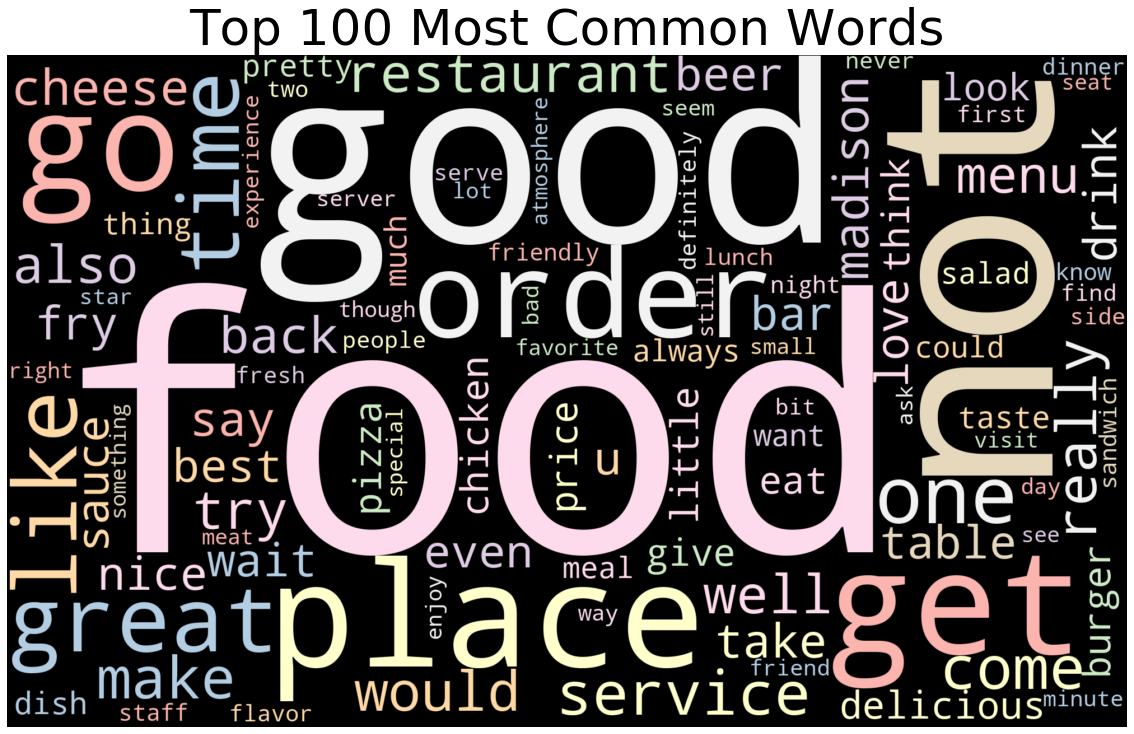 Top 100 Most Common Words
pretty
restaurant
beer
never
dinner
cheese
two
seem
look
seat
go
time
experience
good
atmosphere
serve
lot
server
definitely
madison
first
not
menu
drink
thing
much
friendly
lunch
love
think
salad
know
also
star
order
bad
still
night
find
side
fry
back
though
people
bar
favorite
always
small
could
right
fresh
food
like
sauce
something
say
best
try
meat
pizza
special
chicken
price
u
little
bit
want
eat
ask
taste
visit
sandwich
really
one
day
nice
wait
even
meal
give
table
see
great
place
enjoy
way
well
get
burger
make
would
take
friend
come
dish
staff
flavor
service
delicious
minute